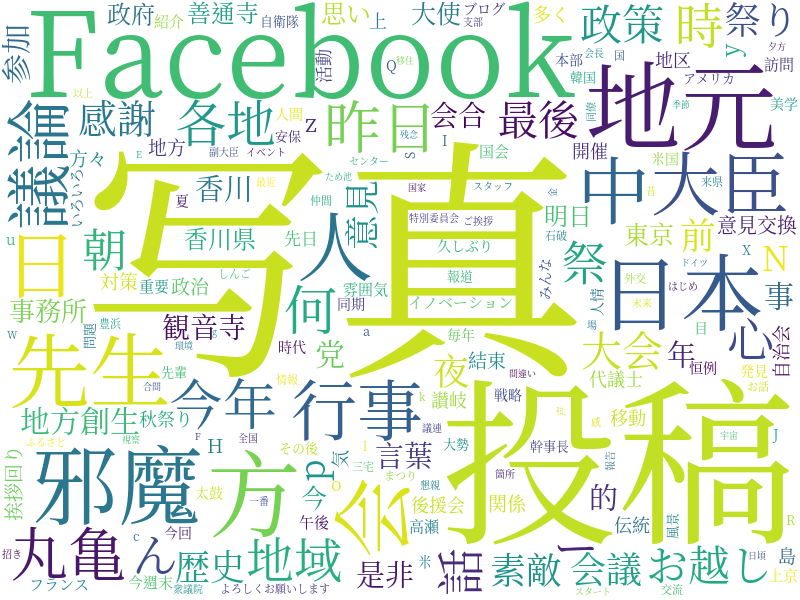 政府 紹介 善通寺 自衛隊 思い 上 大使 ブログ 支部 多く 移住 政策 会長 国 時 y 祭り 夕方
参加 Facebook 活動 Q 本部 韓国 地区 アメリカ 訪問
以上 感謝 各地 人間 安保 昨日 残念 会合 z s I 最後 同僚 地元 季節 美学
議論 方々 いろいろ 地方 副大臣 イベント センター 国会 開催 米国 昔
E 最近 ため池 国家 スタッフ 金 中 大臣 来県
写真
夏 香川 人 意見 仲間 特別委員会 ご挨拶 明日 石破 東京 前 意見交換
u 日 朝 香川県 先日 久しぶり 祭 x N ドイツ
対策 重要 政治 しんご 雰囲気 報道 みんな 人情 日本 外交 未来 はじめ 事
事務所 何 同期 イノベーション 場 目 心 自治会
W 問題 豊浜 環境 g 観音寺 時代 a 毎年 党 大会 年 恒例 発見 お話
先生 先輩 合間 今年 情報 行事 夜 結束 間違い 代議士
地方創生 秋祭り k 讃岐 戦略 張 感 移動 J
ふるさと 視察 F 全国 H その後 l 議連 大勢 言葉 幹事長 宇宙
挨拶回り 邪魔 方 太鼓 一番 p 気 三宅 まつり 会 後援会 箇所 報告 投稿
今 o 懇親 高瀬 関係 的 伝統 風景 R
招き 丸亀 c ん 今回 歴史 地域 午後 米 話 ー 素敵 会議 お越し 日頃 島
フランス 今週末 衆議院 よろしくお願いします 是非 スタート 交流 上京